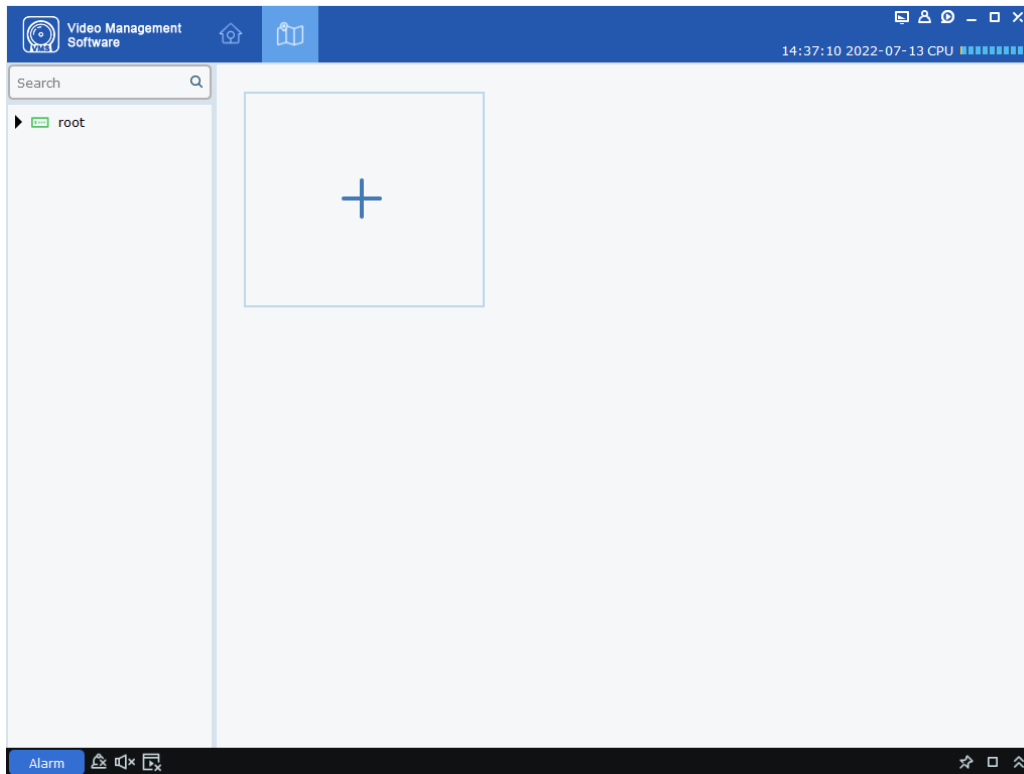 Video Management
Software
14:37:10 2022-07-13 CPU
Search
root
Alarm